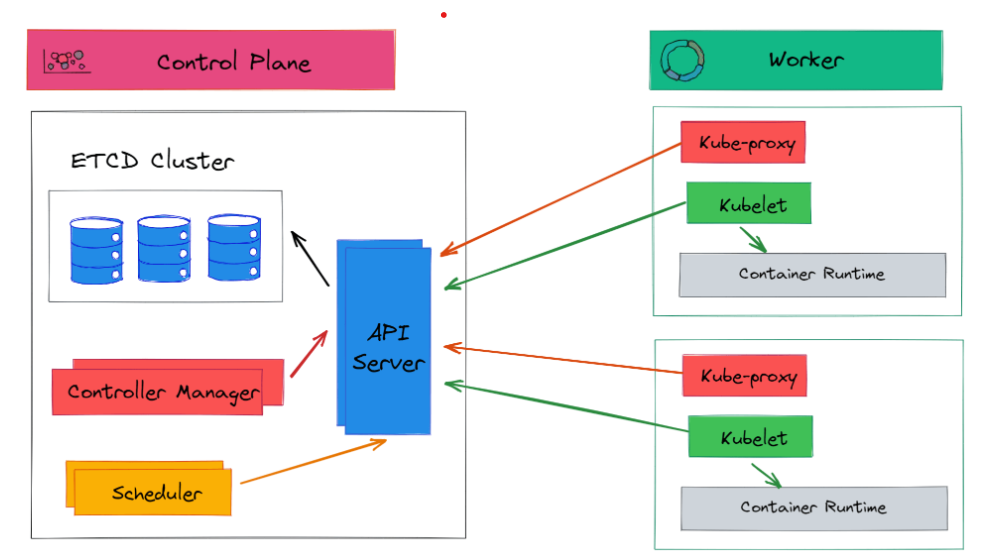 Control Plane
Worker
ETCD Cluster
API
Server
Controller Manager
Scheduler
Kube-proxy
Kubelet
Container Runtime
Kube-proxy
Kubelet
Container Runtime